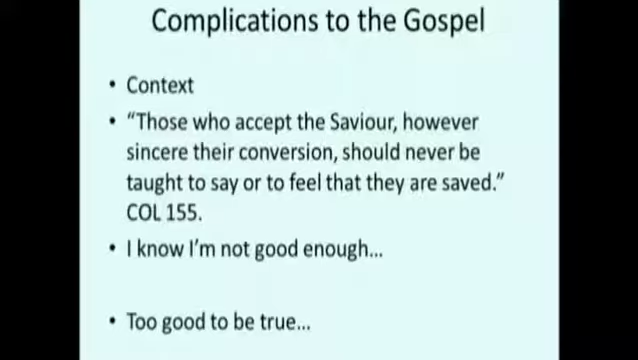 Complications to the Gospel
• Context
• “Those who accept the Saviour, however
sincere their conversion, should never be
taught to say or to feel that they are saved.”
COL 155.
• I know I’m not good enough…
• Too good to be true…